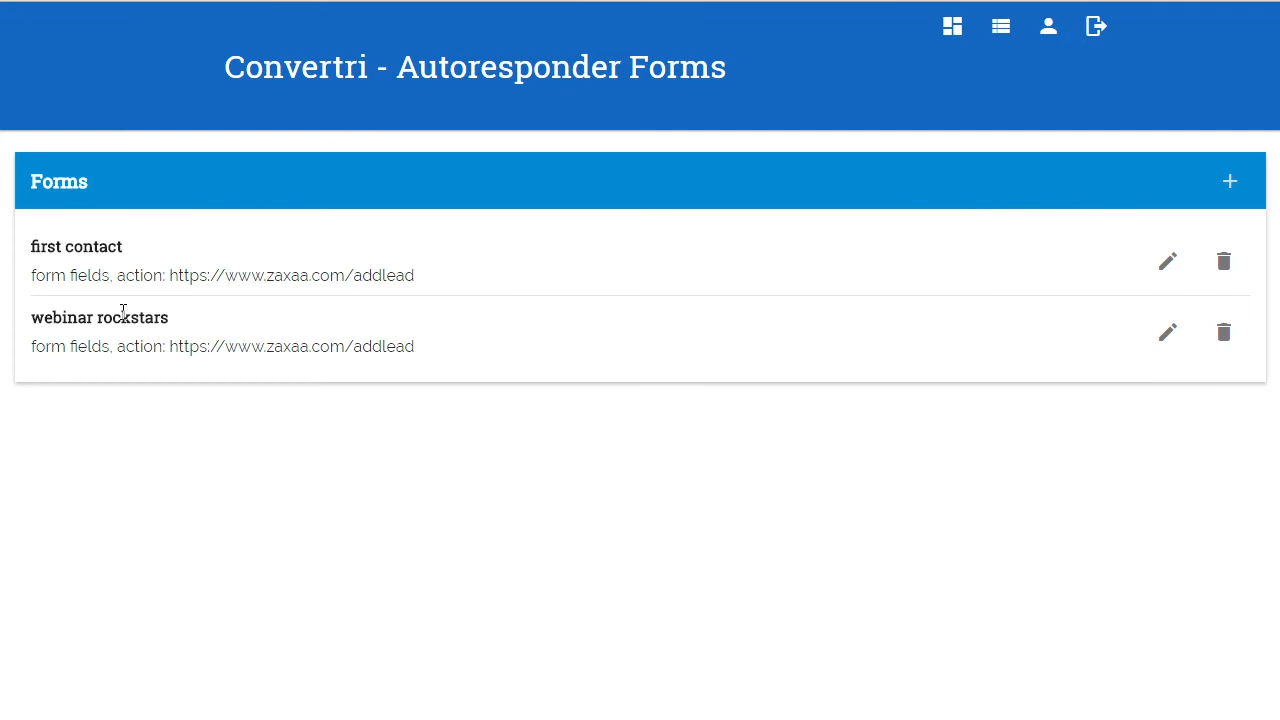 Convertri - Autoresponder Forms
Forms
first contact
form fields, action: https://www.zaxaa.com/addlead
webinar rockstars
form fields, action: https://www.zaxaa.com/addlead